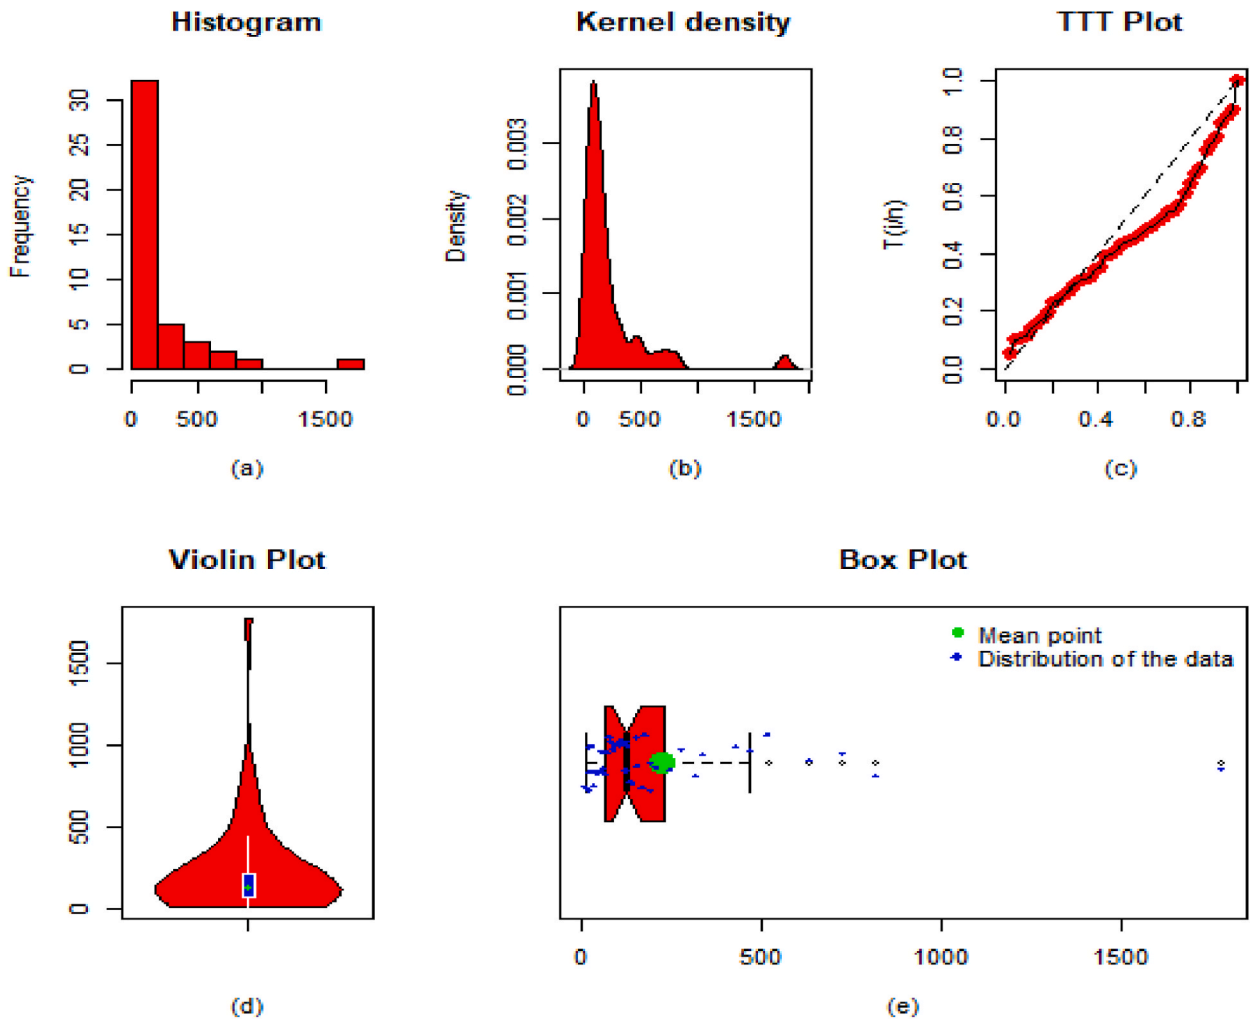 Histogram
Frequency
0 5 10 15 20 25 30
0 500 1500
(a)
Kernel density
Density
0.000 0.001 0.002 0.003
0 500 1500
(b)
TTT Plot
T(i/n)
0.0 0.2 0.4 0.6 0.8 1.0
0.0 0.4 0.8
(c)
Violin Plot
0 500 1000 1500
(d)
Box Plot
Mean point
Distribution of the data
0 500 1000 1500
(e)